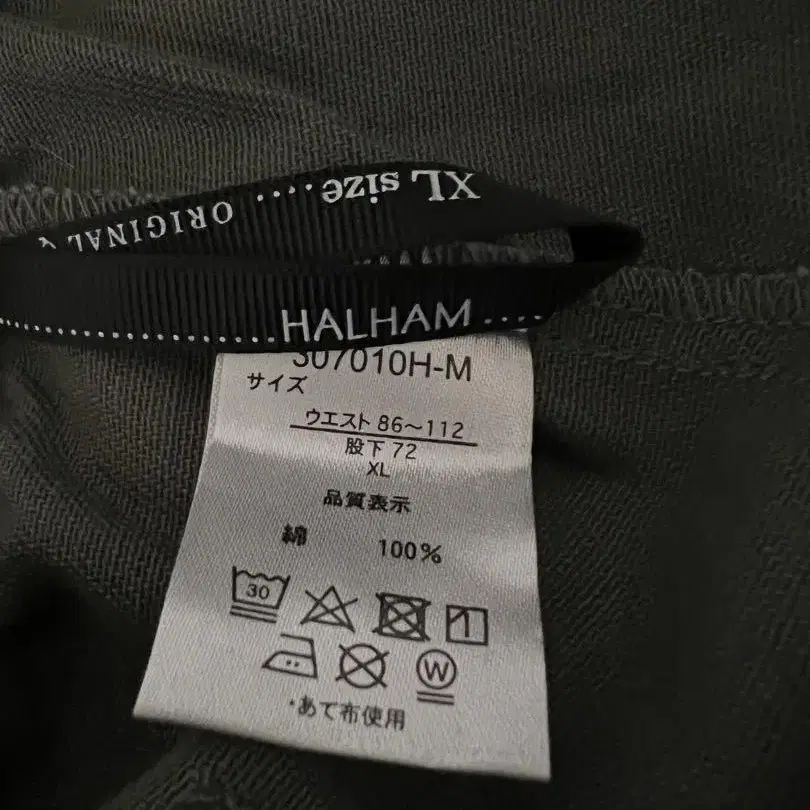 XL size.... ORIGINAL
....................HALHAM....
307010H-M
サイズ
ウエスト 86～112
股下 72
XL
品質表示
綿 100%
30
W
*あて布使用